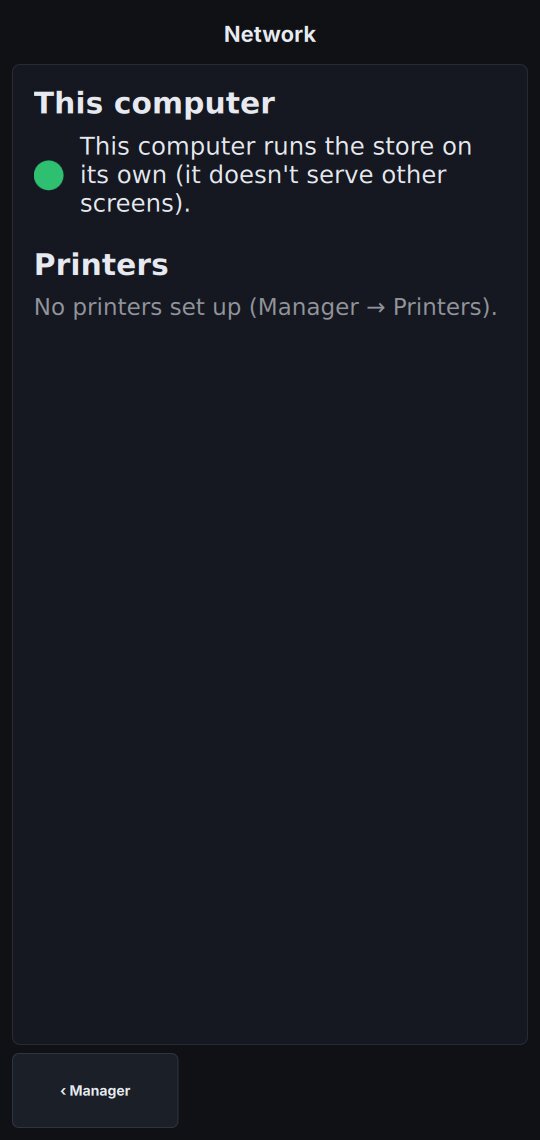 Network
This computer
This computer runs the store on
its own (it doesn't serve other
screens).
Printers
No printers set up (Manager → Printers).
‹ Manager